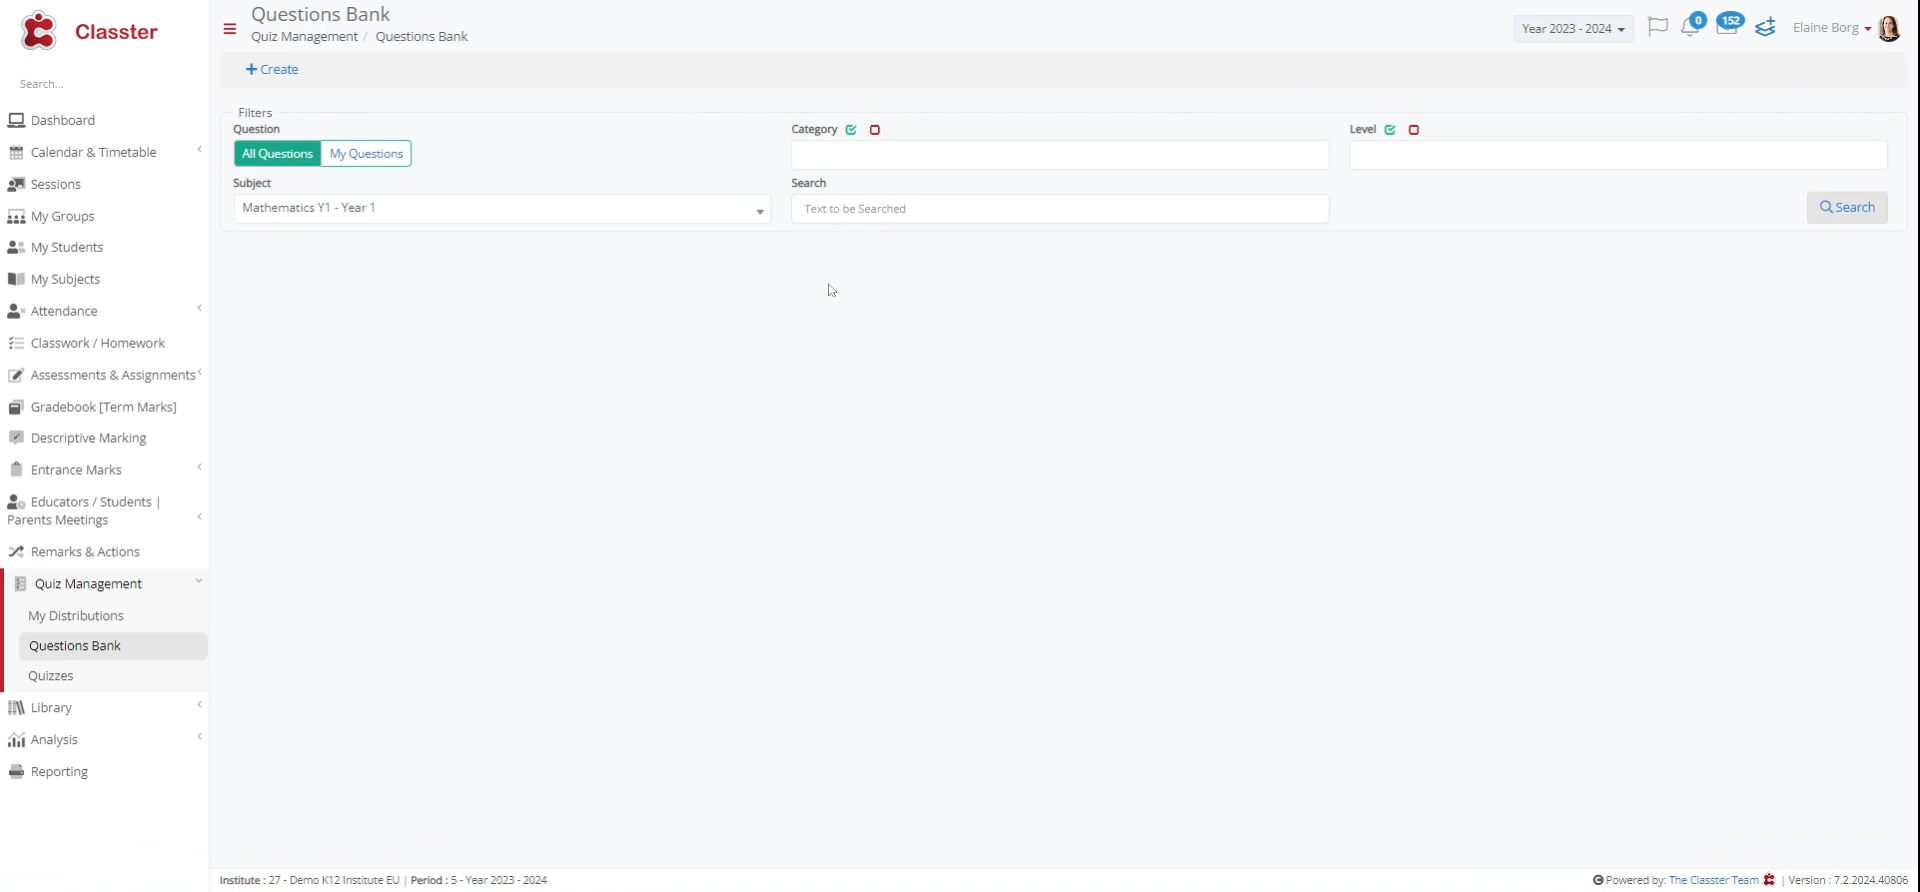 Classter
Search...
Dashboard
Calendar & Timetable
Sessions
My Groups
My Students
My Subjects
Attendance
Classwork / Homework
Assessments & Assignments
Gradebook [Term Marks]
Descriptive Marking
Entrance Marks
Educators / Students |
Parents Meetings
Remarks & Actions
Quiz Management
My Distributions
Questions Bank
Quizzes
Library
Analysis
Reporting
Questions Bank
Quiz Management / Questions Bank
Year 2023 - 2024
0
152
Elaine Borg
+ Create
Filters
Question
All Questions My Questions
Category
Level
Subject
Mathematics Y1 - Year 1
Search
Text to be Searched
Search
Institute : 27 - Demo K12 Institute EU | Period : 5 - Year 2023 - 2024
Powered by: The Classter Team | Version : 7.2.2024.40806